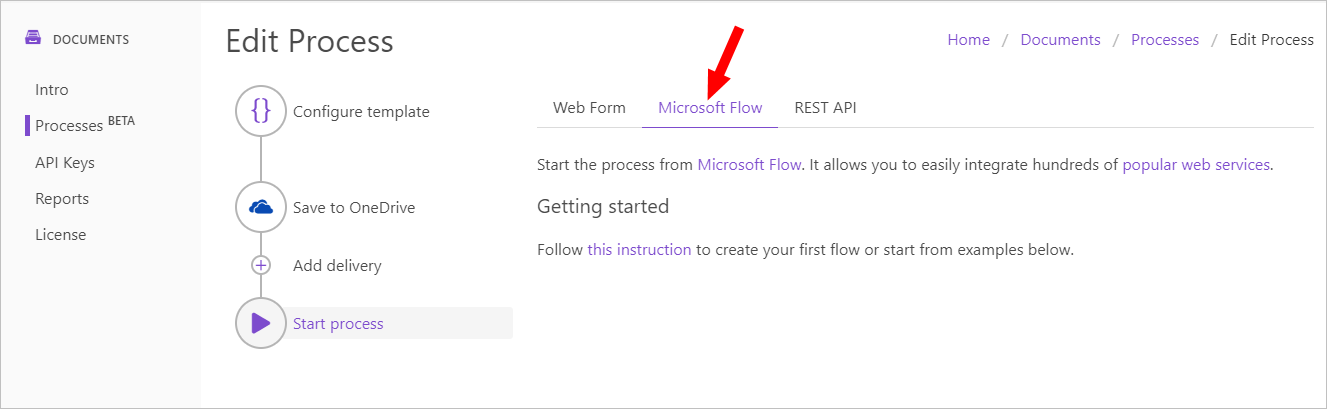 DOCUMENTS
Intro
Processes BETA
API Keys
Reports
License
Edit Process
Home / Documents / Processes / Edit Process
{} Configure template
Save to OneDrive
+ Add delivery
Start process
Web Form Microsoft Flow REST API
Start the process from Microsoft Flow. It allows you to easily integrate hundreds of popular web services.
Getting started
Follow this instruction to create your first flow or start from examples below.